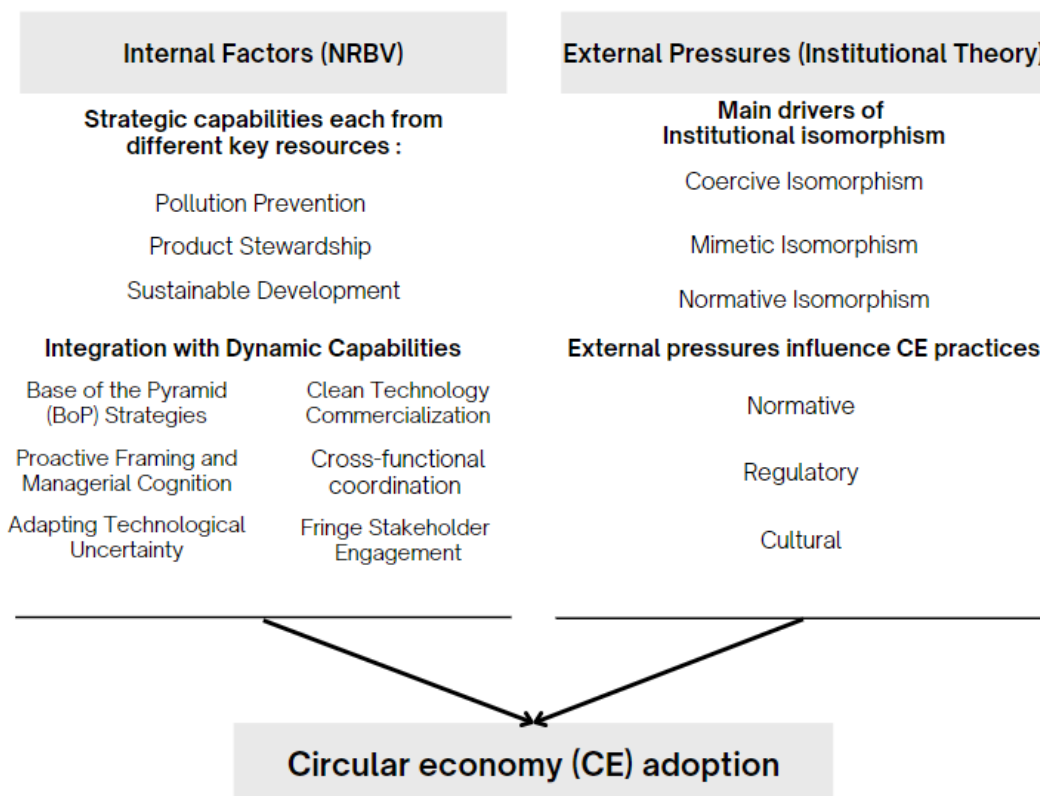 Internal Factors (NRBV)
Strategic capabilities each from
different key resources :
Pollution Prevention
Product Stewardship
Sustainable Development
Integration with Dynamic Capabilities
Base of the Pyramid
(BoP) Strategies
Clean Technology
Commercialization
Proactive Framing and
Managerial Cognition
Cross-functional
coordination
Adapting Technological
Uncertainty
Fringe Stakeholder
Engagement
External Pressures (Institutional Theory)
Main drivers of
Institutional isomorphism
Coercive Isomorphism
Mimetic Isomorphism
Normative Isomorphism
External pressures influence CE practices
Normative
Regulatory
Cultural
Circular economy (CE) adoption